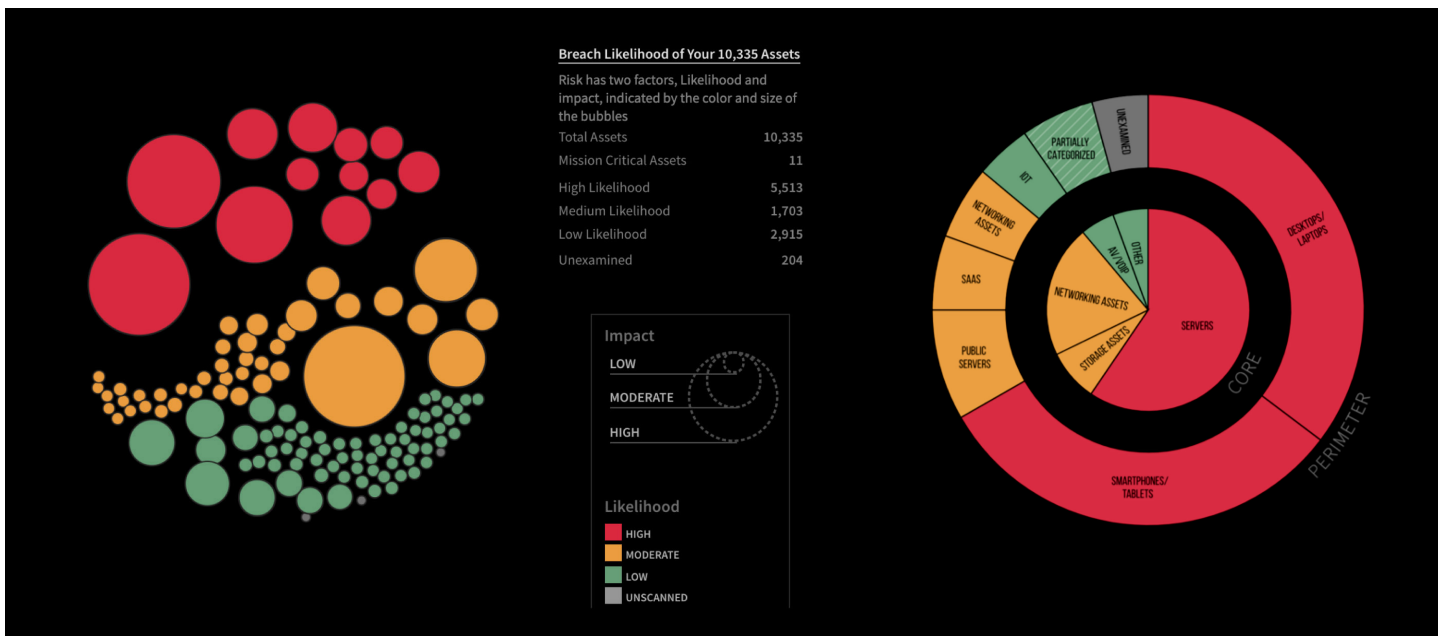 Breach Likelihood of Your 10,335 Assets
Risk has two factors, Likelihood and
impact, indicated by the color and size of
the bubbles
Total Assets 10,335
Mission Critical Assets 11
High Likelihood 5,513
Medium Likelihood 1,703
Low Likelihood 2,915
Unexamined 204
Impact
LOW
MODERATE
HIGH
Likelihood
HIGH
MODERATE
LOW
UNSCANNED
UNEXAMINED
PARTIALLY
CATEGORIZED
IOT
NETWORKING
ASSETS
SAAS
PUBLIC
SERVERS
SMARTPHONES/
TABLETS
DESKTOPS/
LAPTOPS
OTHER
AV/VOIP
NETWORKING ASSETS
STORAGE ASSETS
SERVERS
CORE
PERIMETER